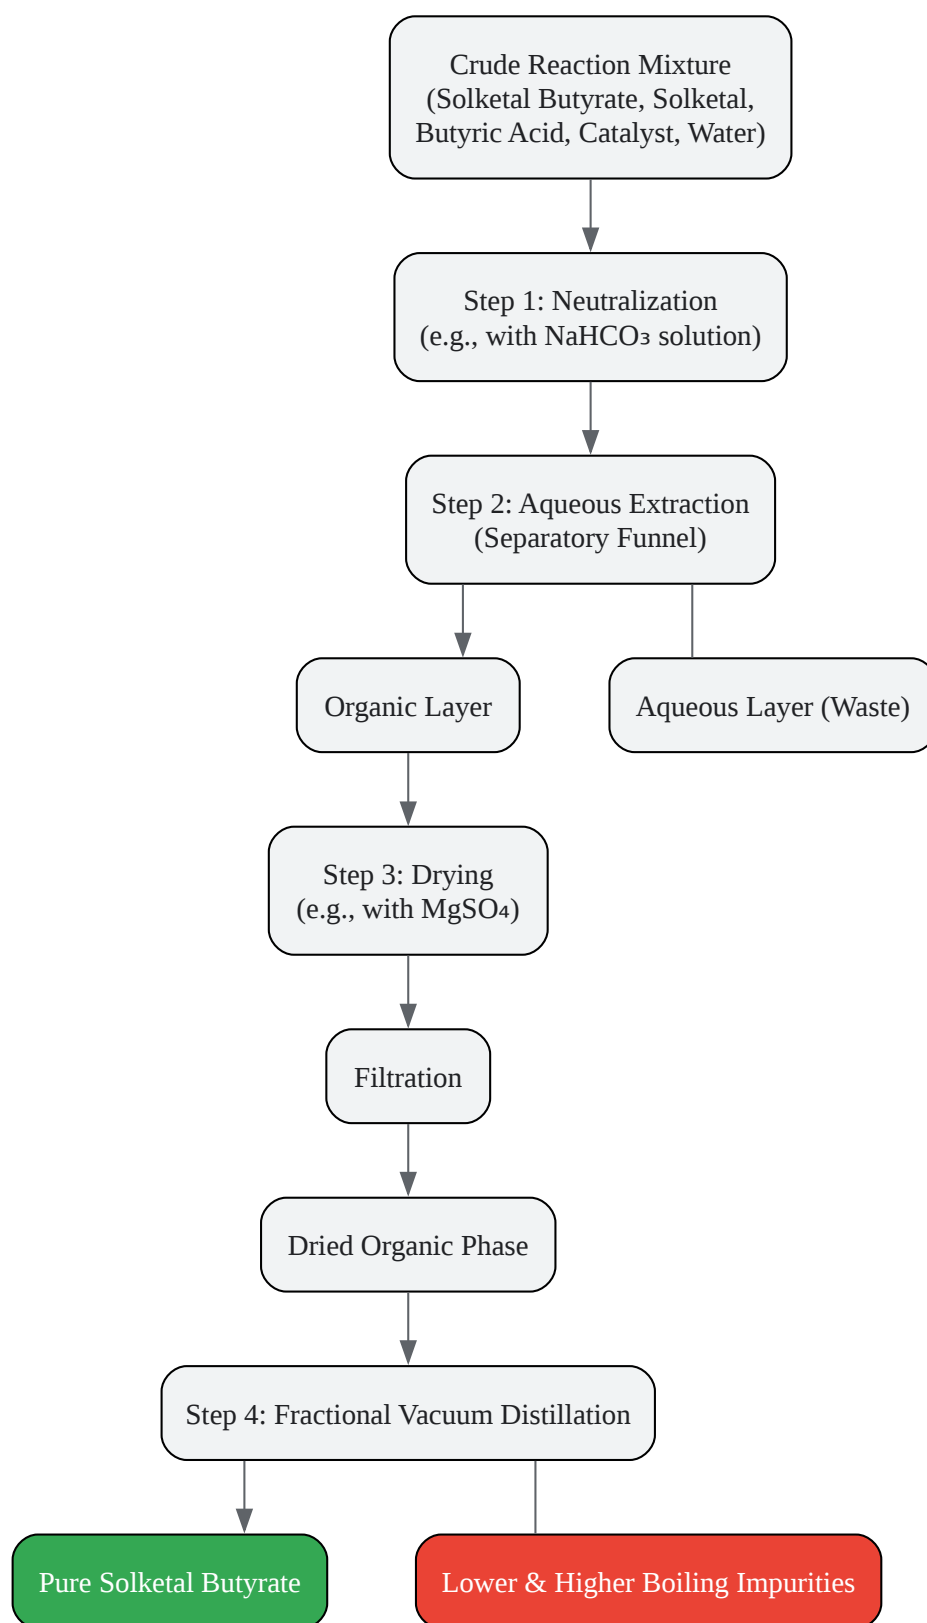 Crude Reaction Mixture
(Solketal Butyrate, Solketal,
Butyric Acid, Catalyst, Water)
Step 1: Neutralization
(e.g., with NaHCO₃ solution)
Step 2: Aqueous Extraction
(Separatory Funnel)
Organic Layer
Aqueous Layer (Waste)
Step 3: Drying
(e.g., with MgSO₄)
Filtration
Dried Organic Phase
Step 4: Fractional Vacuum Distillation
Pure Solketal Butyrate
Lower & Higher Boiling Impurities